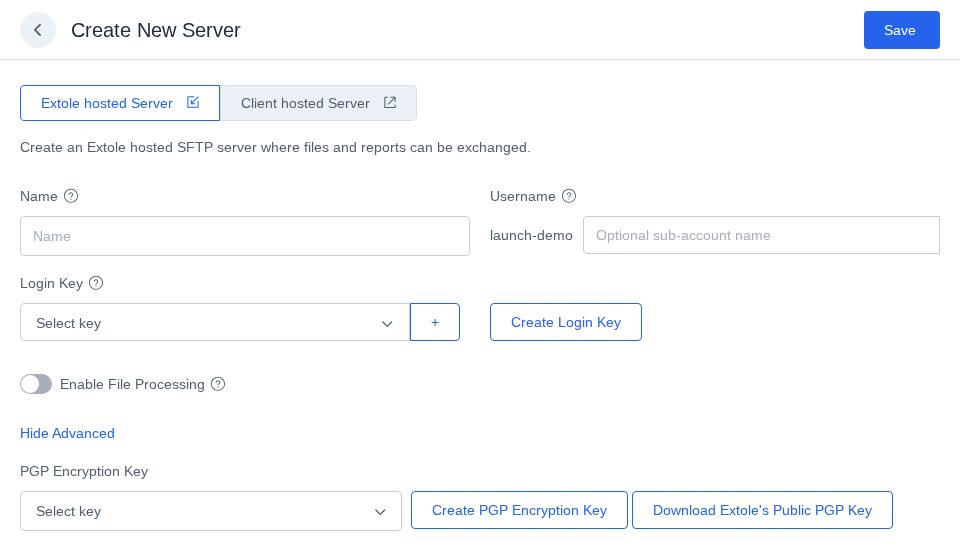 Create New Server
Save
Extole hosted Server
Client hosted Server
Create an Extole hosted SFTP server where files and reports can be exchanged.
Name
Username
Name
launch-demo
Optional sub-account name
Login Key
Select key
+
Create Login Key
Enable File Processing
Hide Advanced
PGP Encryption Key
Select key
Create PGP Encryption Key
Download Extole's Public PGP Key